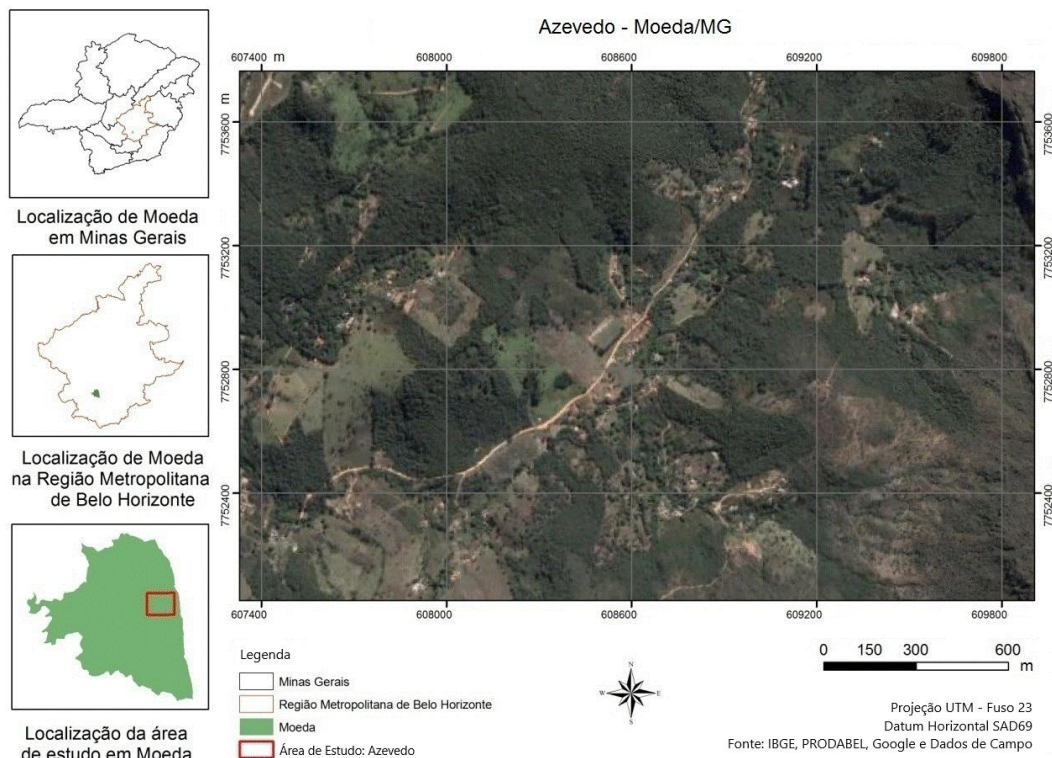 Azevedo - Moeda/MG
607400 m
608000
608600
609200
609800
7753600 m
7753200
7752800
7752400
7753600
7753200
7752800
7752400
607400
608000
608600
609200
609800
Localização de Moeda
em Minas Gerais
Localização de Moeda
na Região Metropolitana
de Belo Horizonte
Localização da área
de estudo em Moeda
Legenda
Minas Gerais
Região Metropolitana de Belo Horizonte
Moeda
Área de Estudo: Azevedo
N
W
E
S
0 150 300 600
m
Projeção UTM - Fuso 23
Datum Horizontal SAD69
Fonte: IBGE, PRODABEL, Google e Dados de Campo